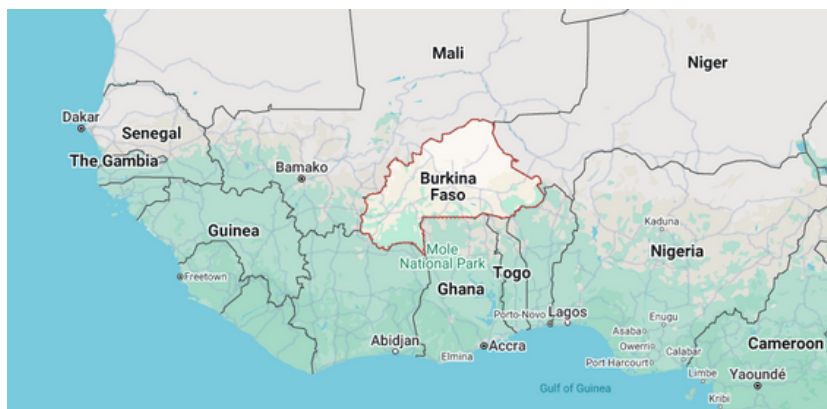 Mali
Niger
Dakar
Senegal
The Gambia
Bamako
Burkina
Faso
Guinea
Kaduna
Mole
National Park
Nigeria
Freetown
Togo
Ghana
Porto-Novo
Lagos
Enugu
Asaba
Abidjan
Accra
Owerri
Calabar
Cameroon
Elmina
Port Harcourt
Limbe
Yaoundé
Gulf of Guinea
Kribi